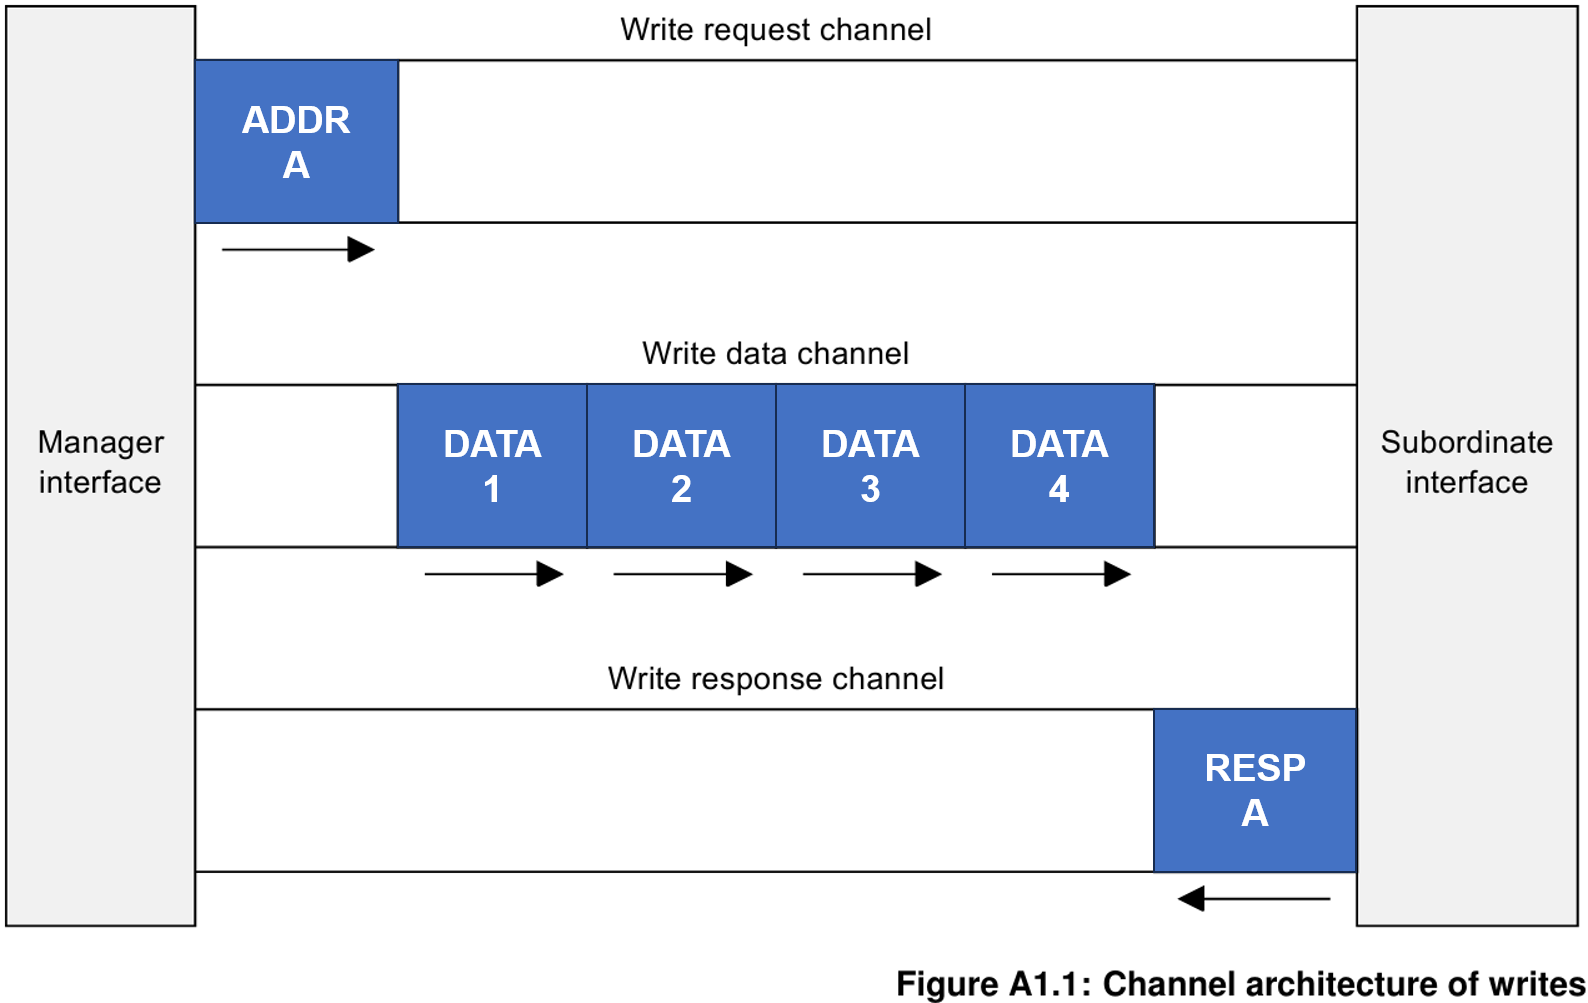 Write request channel
ADDR
A
Write data channel
Manager
interface
DATA
1
DATA
2
DATA
3
DATA
4
Subordinate
interface
Write response channel
RESP
A
Figure A1.1: Channel architecture of writes